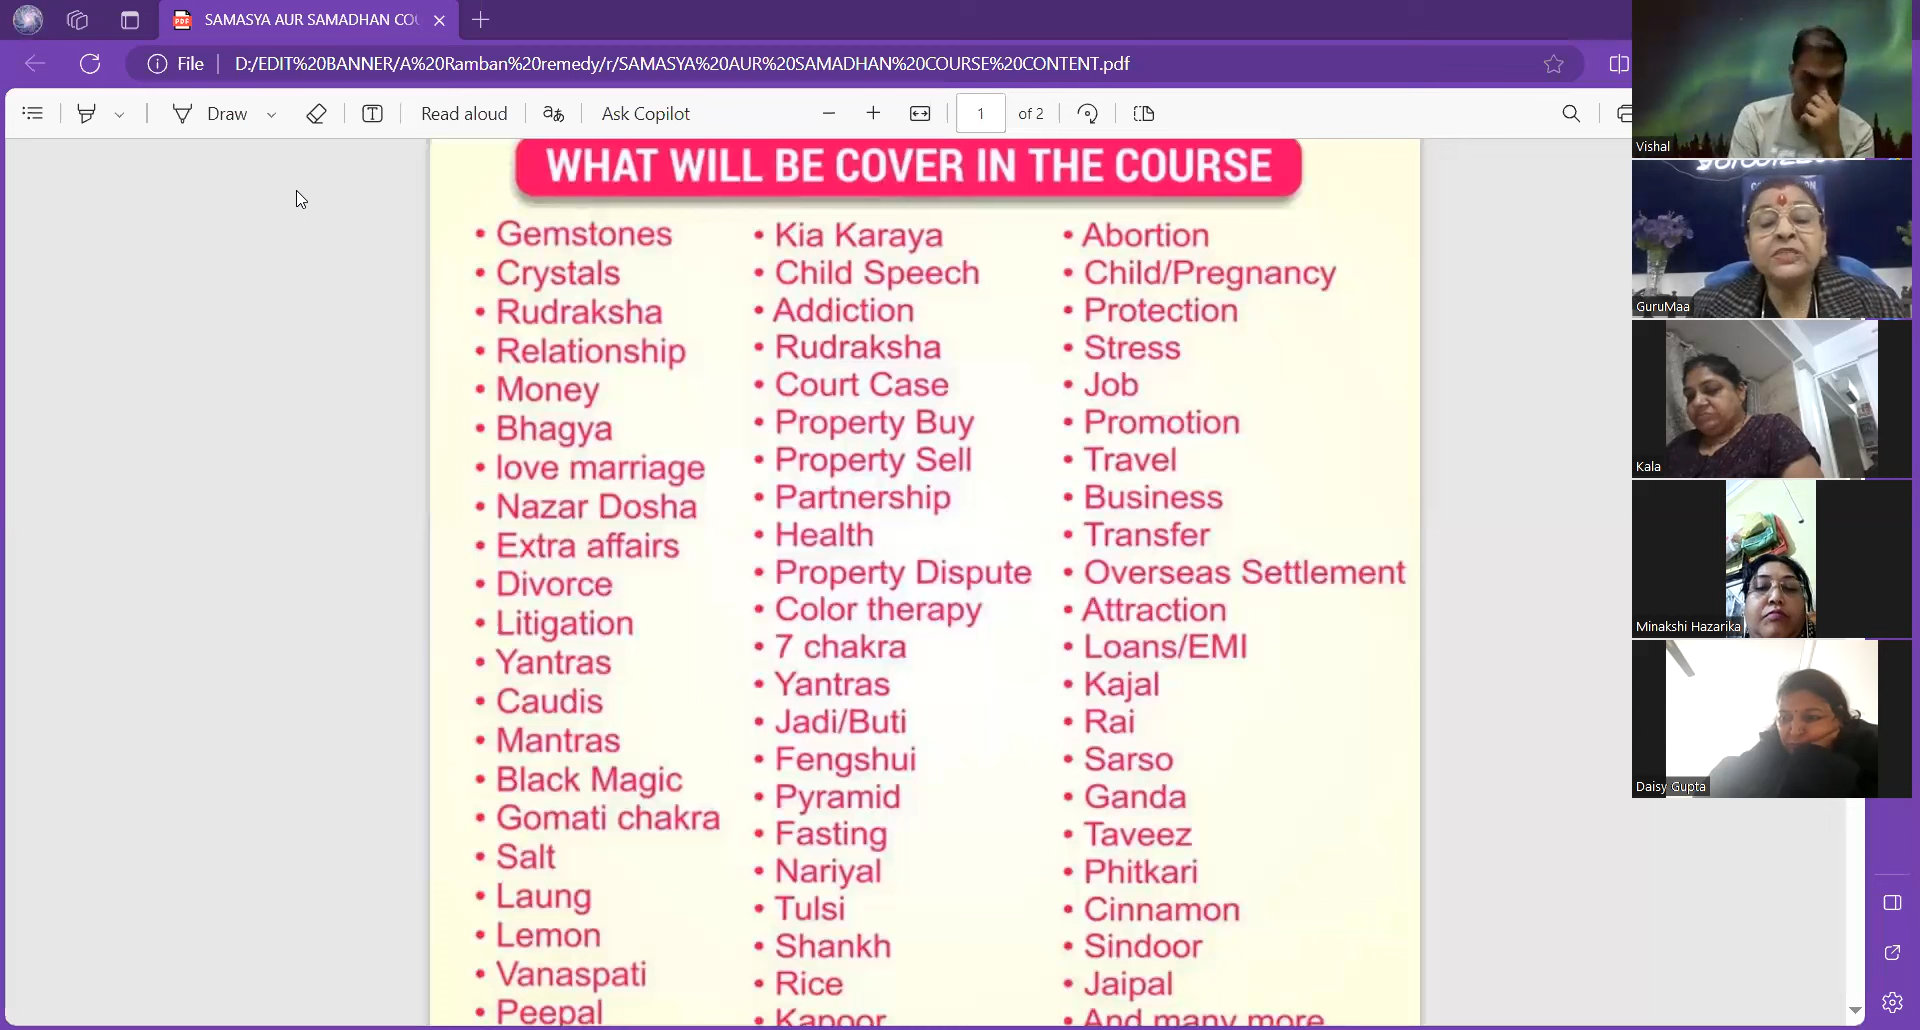 SAMASYA AUR SAMADHAN COU
File
D:/EDIT%20BANNER/A%20Ramban%20remedy/r/SAMASYA%20AUR%20SAMADHAN%20COURSE%20CONTENT.pdf
Draw
Read aloud
aあ
Ask Copilot
1
of 2
WHAT WILL BE COVER IN THE COURSE
• Gemstones
• Crystals
• Rudraksha
• Relationship
• Money
• Bhagya
• love marriage
• Nazar Dosha
• Extra affairs
• Divorce
• Litigation
• Yantras
• Caudis
• Mantras
• Black Magic
• Gomati chakra
• Salt
• Laung
• Lemon
• Vanaspati
• Peepal
• Kia Karaya
• Child Speech
• Addiction
• Rudraksha
• Court Case
• Property Buy
• Property Sell
• Partnership
• Health
• Property Dispute
• Color therapy
• 7 chakra
• Yantras
• Jadi/Buti
• Fengshui
• Pyramid
• Fasting
• Nariyal
• Tulsi
• Shankh
• Rice
• Kapoor
• Abortion
• Child/Pregnancy
• Protection
• Stress
• Job
• Promotion
• Travel
• Business
• Transfer
• Overseas Settlement
• Attraction
• Loans/EMI
• Kajal
• Rai
• Sarso
• Ganda
• Taveez
• Phitkari
• Cinnamon
• Sindoor
• Jaipal
• And many more
Vishal
GuruMaa
Kala
Minakshi Hazarika
Daisy Gupta